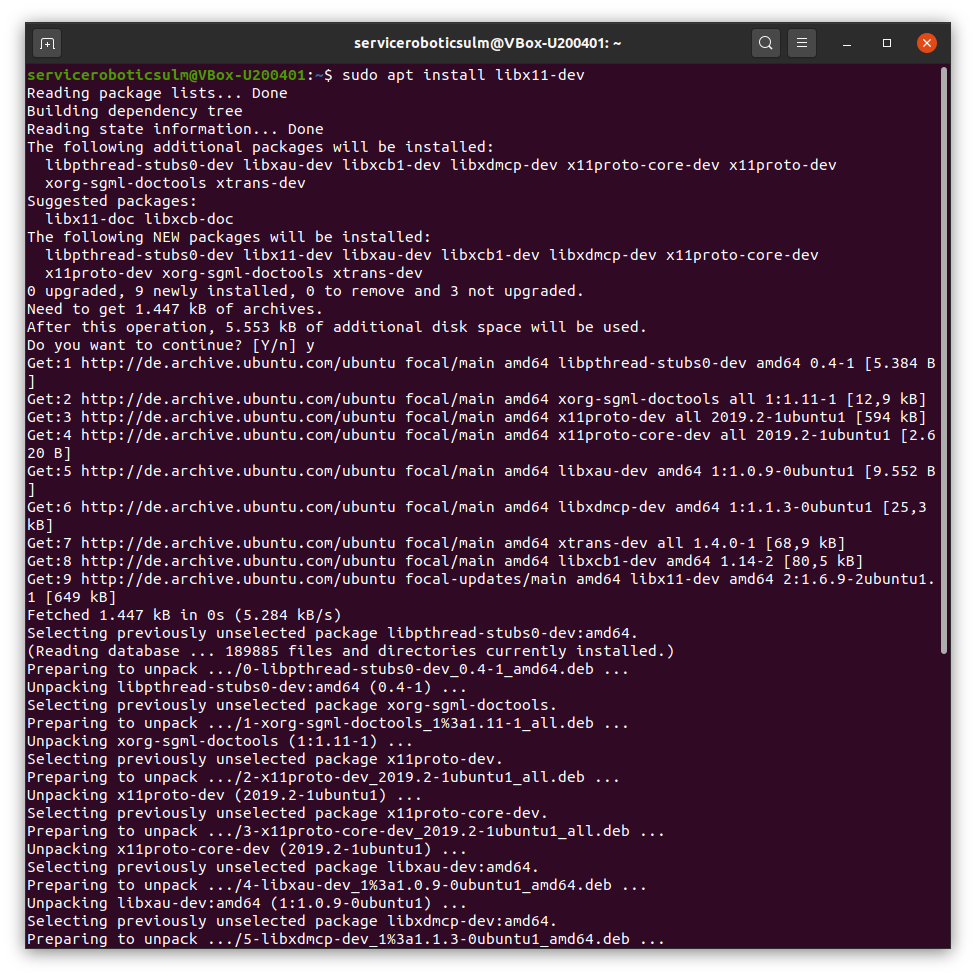 serviceroboticsulm@VBox-U200401: ~
serviceroboticsulm@VBox-U200401:~$ sudo apt install libx11-dev
Reading package lists... Done
Building dependency tree
Reading state information... Done
The following additional packages will be installed:
  libpthread-stubs0-dev libxau-dev libxcb1-dev libxdmcp-dev x11proto-core-dev x11proto-dev
  xorg-sgml-doctools xtrans-dev
Suggested packages:
  libx11-doc libxcb-doc
The following NEW packages will be installed:
  libpthread-stubs0-dev libx11-dev libxau-dev libxcb1-dev libxdmcp-dev x11proto-core-dev
  x11proto-dev xorg-sgml-doctools xtrans-dev
0 upgraded, 9 newly installed, 0 to remove and 3 not upgraded.
Need to get 1.447 kB of archives.
After this operation, 5.553 kB of additional disk space will be used.
Do you want to continue? [Y/n] y
Get:1 http://de.archive.ubuntu.com/ubuntu focal/main amd64 libpthread-stubs0-dev amd64 0.4-1 [5.384 B
]
Get:2 http://de.archive.ubuntu.com/ubuntu focal/main amd64 xorg-sgml-doctools all 1:1.11-1 [12,9 kB]
Get:3 http://de.archive.ubuntu.com/ubuntu focal/main amd64 x11proto-dev all 2019.2-1ubuntu1 [594 kB]
Get:4 http://de.archive.ubuntu.com/ubuntu focal/main amd64 x11proto-core-dev all 2019.2-1ubuntu1 [2.6
20 B]
Get:5 http://de.archive.ubuntu.com/ubuntu focal/main amd64 libxau-dev amd64 1:1.0.9-0ubuntu1 [9.552 B
]
Get:6 http://de.archive.ubuntu.com/ubuntu focal/main amd64 libxdmcp-dev amd64 1:1.1.3-0ubuntu1 [25,3
kB]
Get:7 http://de.archive.ubuntu.com/ubuntu focal/main amd64 xtrans-dev all 1.4.0-1 [68,9 kB]
Get:8 http://de.archive.ubuntu.com/ubuntu focal/main amd64 libxcb1-dev amd64 1.14-2 [80,5 kB]
Get:9 http://de.archive.ubuntu.com/ubuntu focal-updates/main amd64 libx11-dev amd64 2:1.6.9-2ubuntu1.
1 [649 kB]
Fetched 1.447 kB in 0s (5.284 kB/s)
Selecting previously unselected package libpthread-stubs0-dev:amd64.
(Reading database ... 189885 files and directories currently installed.)
Preparing to unpack .../0-libpthread-stubs0-dev_0.4-1_amd64.deb ...
Unpacking libpthread-stubs0-dev:amd64 (0.4-1) ...
Selecting previously unselected package xorg-sgml-doctools.
Preparing to unpack .../1-xorg-sgml-doctools_1%3a1.11-1_all.deb ...
Unpacking xorg-sgml-doctools (1:1.11-1) ...
Selecting previously unselected package x11proto-dev.
Preparing to unpack .../2-x11proto-dev_2019.2-1ubuntu1_all.deb ...
Unpacking x11proto-dev (2019.2-1ubuntu1) ...
Selecting previously unselected package x11proto-core-dev.
Preparing to unpack .../3-x11proto-core-dev_2019.2-1ubuntu1_all.deb ...
Unpacking x11proto-core-dev (2019.2-1ubuntu1) ...
Selecting previously unselected package libxau-dev:amd64.
Preparing to unpack .../4-libxau-dev_1%3a1.0.9-0ubuntu1_amd64.deb ...
Unpacking libxau-dev:amd64 (1:1.0.9-0ubuntu1) ...
Selecting previously unselected package libxdmcp-dev:amd64.
Preparing to unpack .../5-libxdmcp-dev_1%3a1.1.3-0ubuntu1_amd64.deb ...